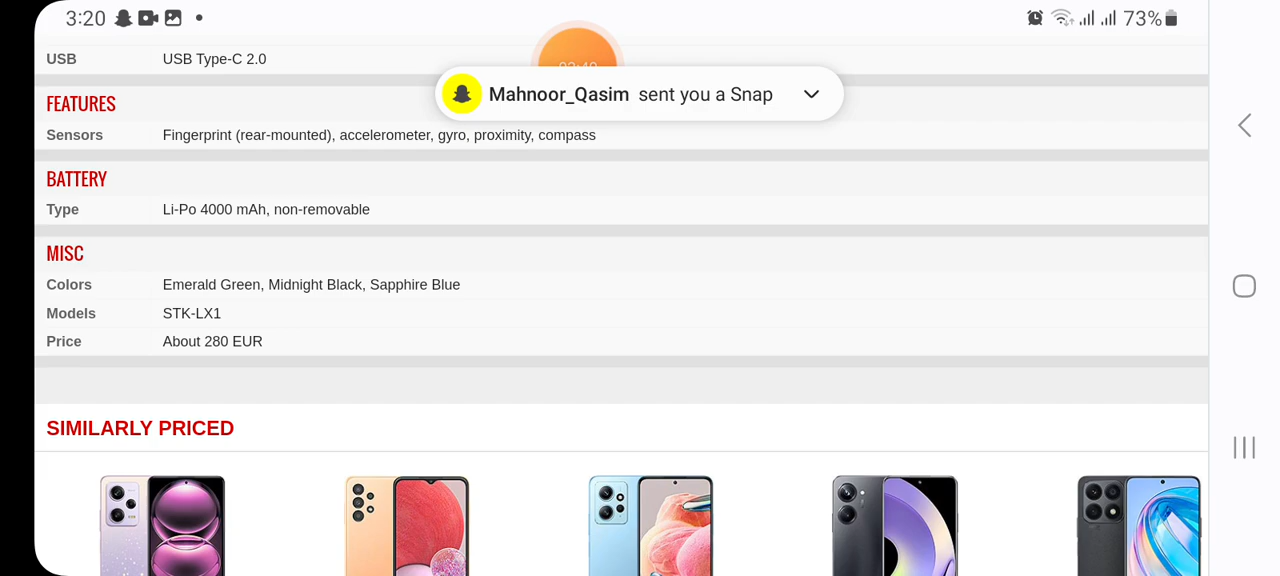 3:20
73%
USB USB Type-C 2.0
Mahnoor_Qasim sent you a Snap
FEATURES
Sensors Fingerprint (rear-mounted), accelerometer, gyro, proximity, compass
BATTERY
Type Li-Po 4000 mAh, non-removable
MISC
Colors Emerald Green, Midnight Black, Sapphire Blue
Models STK-LX1
Price About 280 EUR
SIMILARLY PRICED